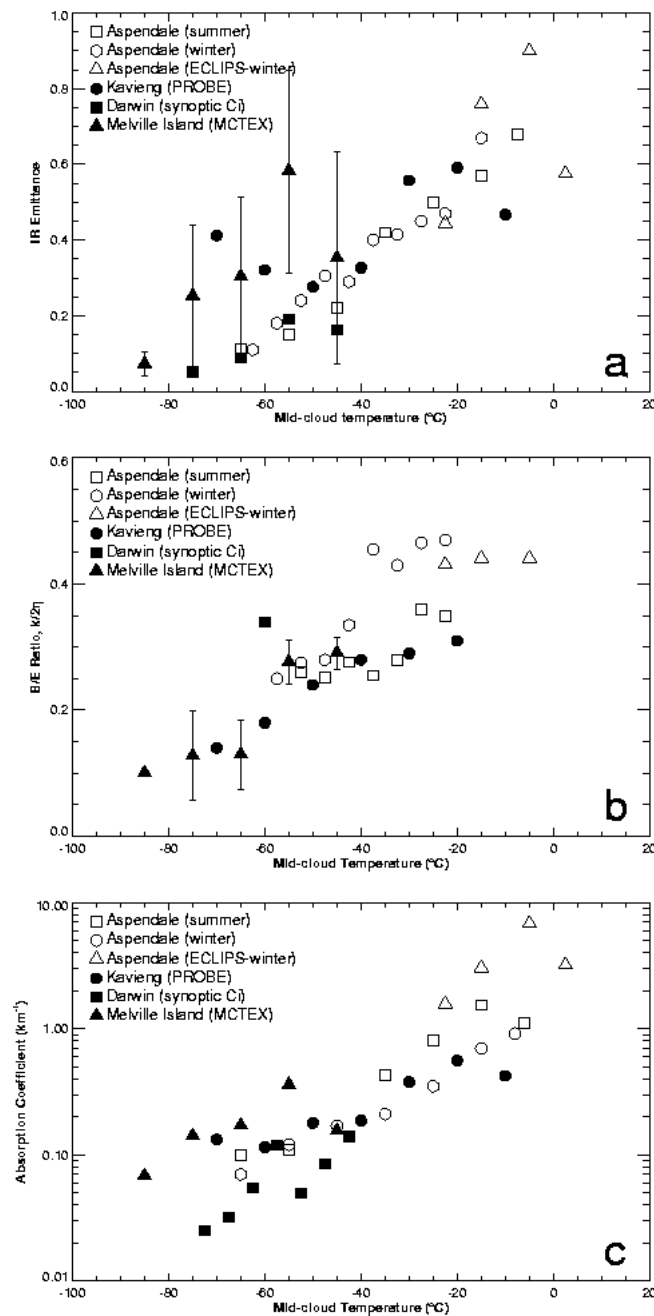 1.0
0.8
0.6
0.4
0.2
0.0
IR Emittance
Aspendale (summer)
Aspendale (winter)
Aspendale (ECLIPS-winter)
Kavieng (PROBE)
Darwin (synoptic Ci)
Melville Island (MCTEX)
a
-100 -80 -60 -40 -20 0 20
Mid-cloud temperature (°C)
0.6
0.4
0.2
0.0
B/E Ratio, k/2η
Aspendale (summer)
Aspendale (winter)
Aspendale (ECLIPS-winter)
Kavieng (PROBE)
Darwin (synoptic Ci)
Melville Island (MCTEX)
b
-100 -80 -60 -40 -20 0 20
Mid-cloud Temperature (°C)
10.00
1.00
0.10
0.01
Absorption Coefficient (km⁻¹)
Aspendale (summer)
Aspendale (winter)
Aspendale (ECLIPS-winter)
Kavieng (PROBE)
Darwin (synoptic Ci)
Melville Island (MCTEX)
c
-100 -80 -60 -40 -20 0 20
Mid-cloud Temperature (°C)